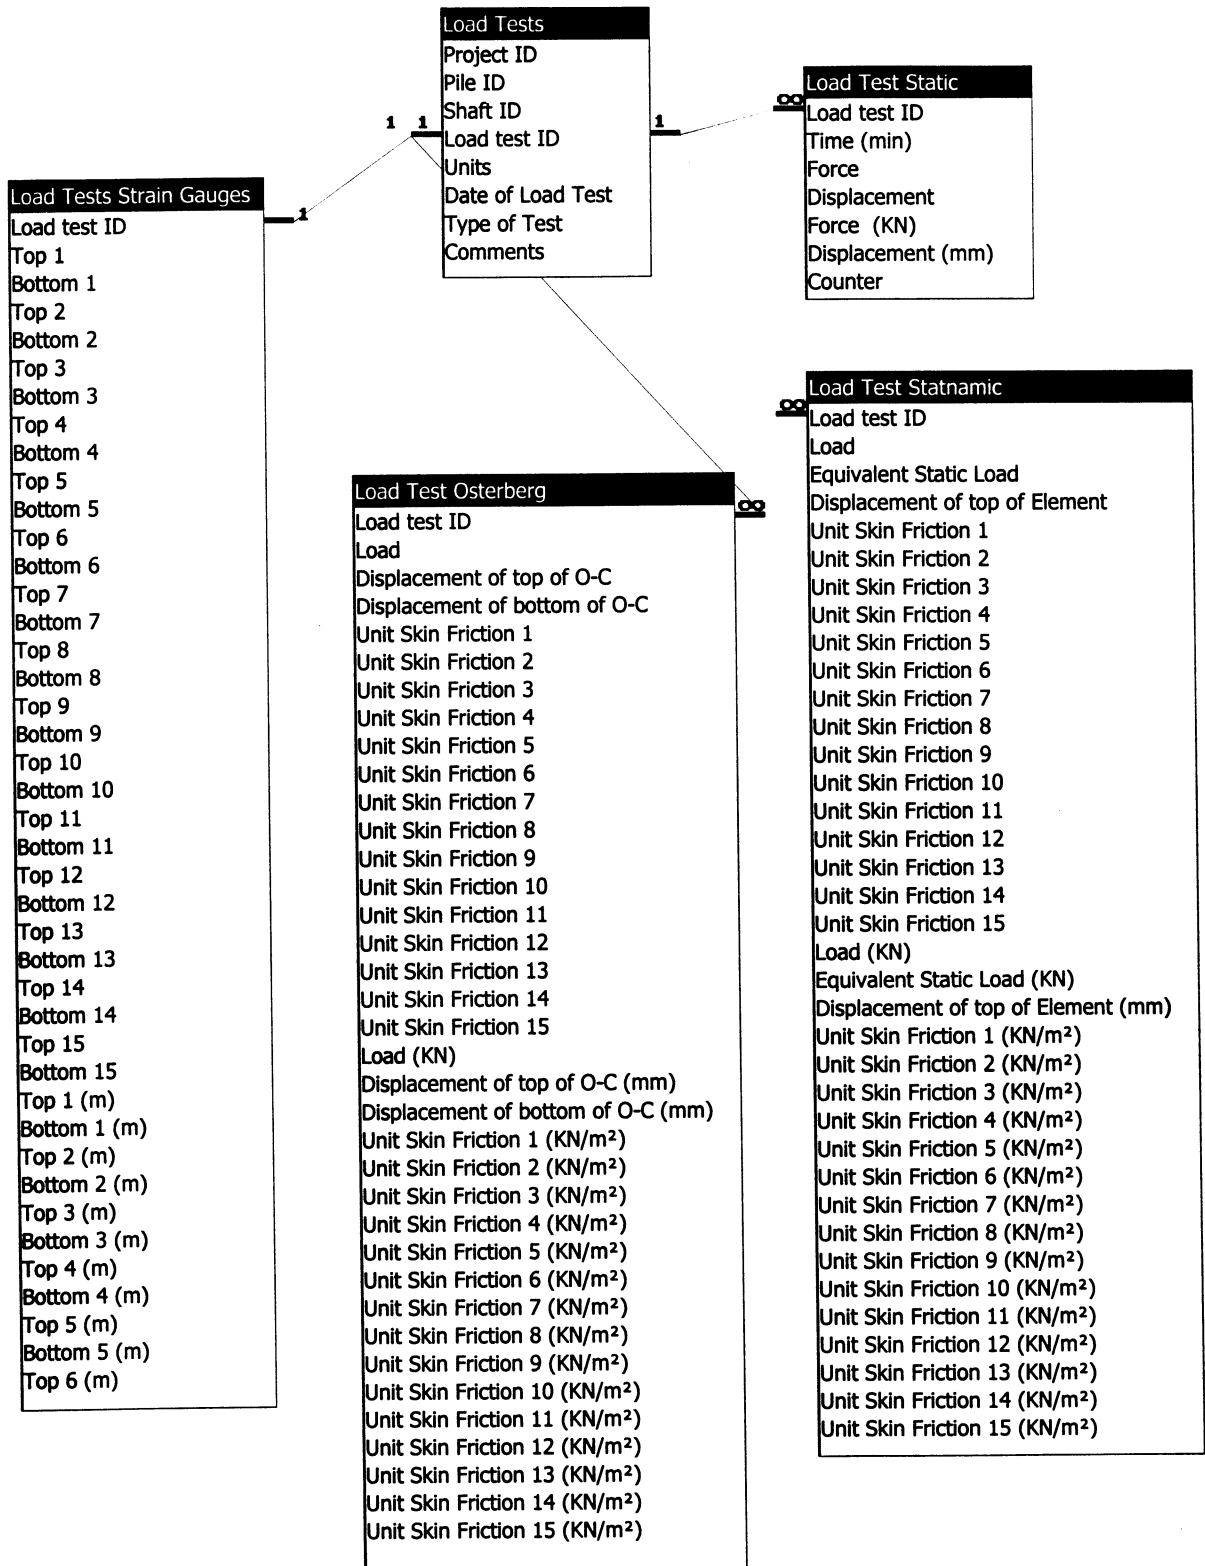 Load Tests
Project ID
Pile ID
Shaft ID
Load test ID
Units
Date of Load Test
Type of Test
Comments
1
1
1
1
∞
Load Test Static
Load test ID
Time (min)
Force
Displacement
Force (KN)
Displacement (mm)
Counter
Load Tests Strain Gauges
Load test ID
Top 1
Bottom 1
Top 2
Bottom 2
Top 3
Bottom 3
Top 4
Bottom 4
Top 5
Bottom 5
Top 6
Bottom 6
Top 7
Bottom 7
Top 8
Bottom 8
Top 9
Bottom 9
Top 10
Bottom 10
Top 11
Bottom 11
Top 12
Bottom 12
Top 13
Bottom 13
Top 14
Bottom 14
Top 15
Bottom 15
Top 1 (m)
Bottom 1 (m)
Top 2 (m)
Bottom 2 (m)
Top 3 (m)
Bottom 3 (m)
Top 4 (m)
Bottom 4 (m)
Top 5 (m)
Bottom 5 (m)
Top 6 (m)
∞
Load Test Osterberg
Load test ID
Load
Displacement of top of O-C
Displacement of bottom of O-C
Unit Skin Friction 1
Unit Skin Friction 2
Unit Skin Friction 3
Unit Skin Friction 4
Unit Skin Friction 5
Unit Skin Friction 6
Unit Skin Friction 7
Unit Skin Friction 8
Unit Skin Friction 9
Unit Skin Friction 10
Unit Skin Friction 11
Unit Skin Friction 12
Unit Skin Friction 13
Unit Skin Friction 14
Unit Skin Friction 15
Load (KN)
Displacement of top of O-C (mm)
Displacement of bottom of O-C (mm)
Unit Skin Friction 1 (KN/m²)
Unit Skin Friction 2 (KN/m²)
Unit Skin Friction 3 (KN/m²)
Unit Skin Friction 4 (KN/m²)
Unit Skin Friction 5 (KN/m²)
Unit Skin Friction 6 (KN/m²)
Unit Skin Friction 7 (KN/m²)
Unit Skin Friction 8 (KN/m²)
Unit Skin Friction 9 (KN/m²)
Unit Skin Friction 10 (KN/m²)
Unit Skin Friction 11 (KN/m²)
Unit Skin Friction 12 (KN/m²)
Unit Skin Friction 13 (KN/m²)
Unit Skin Friction 14 (KN/m²)
Unit Skin Friction 15 (KN/m²)
∞
Load Test Statnamic
Load test ID
Load
Equivalent Static Load
Displacement of top of Element
Unit Skin Friction 1
Unit Skin Friction 2
Unit Skin Friction 3
Unit Skin Friction 4
Unit Skin Friction 5
Unit Skin Friction 6
Unit Skin Friction 7
Unit Skin Friction 8
Unit Skin Friction 9
Unit Skin Friction 10
Unit Skin Friction 11
Unit Skin Friction 12
Unit Skin Friction 13
Unit Skin Friction 14
Unit Skin Friction 15
Load (KN)
Equivalent Static Load (KN)
Displacement of top of Element (mm)
Unit Skin Friction 1 (KN/m²)
Unit Skin Friction 2 (KN/m²)
Unit Skin Friction 3 (KN/m²)
Unit Skin Friction 4 (KN/m²)
Unit Skin Friction 5 (KN/m²)
Unit Skin Friction 6 (KN/m²)
Unit Skin Friction 7 (KN/m²)
Unit Skin Friction 8 (KN/m²)
Unit Skin Friction 9 (KN/m²)
Unit Skin Friction 10 (KN/m²)
Unit Skin Friction 11 (KN/m²)
Unit Skin Friction 12 (KN/m²)
Unit Skin Friction 13 (KN/m²)
Unit Skin Friction 14 (KN/m²)
Unit Skin Friction 15 (KN/m²)